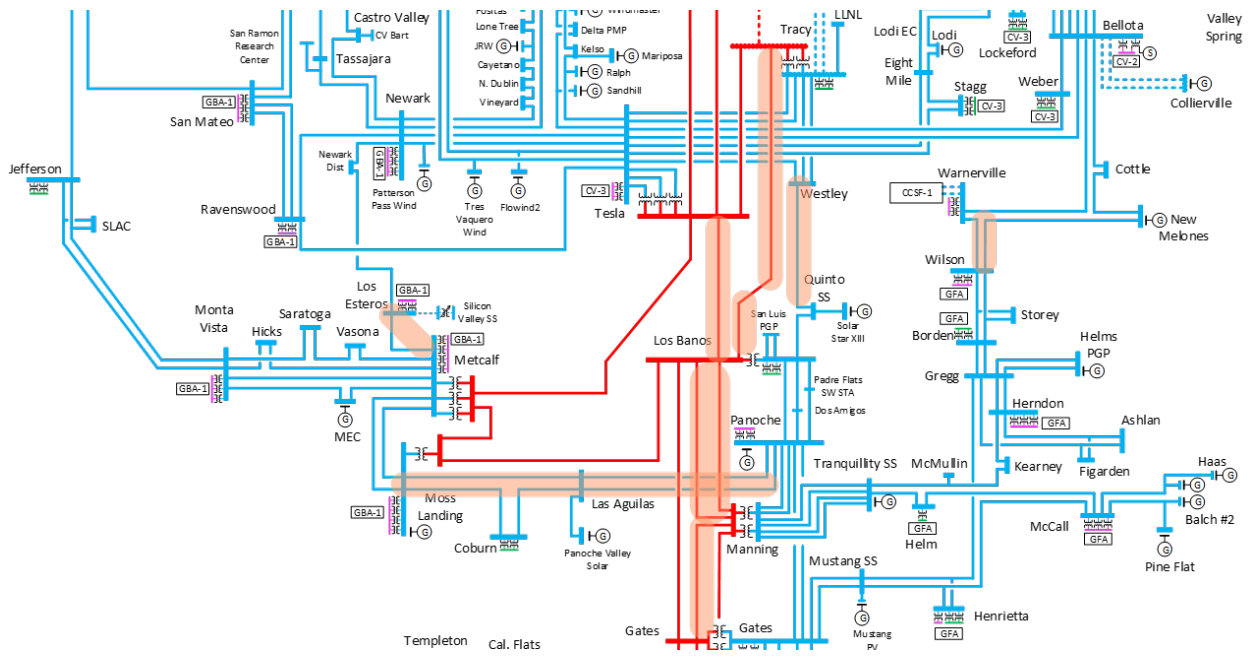 Positas
Windmaster
Castro Valley
Lone Tree
Delta PMP
LLNL
Valley
Spring
San Ramon
Research
Center
CV Bart
JRW
G
Kelso
Mariposa
Tracy
Lodi EC
Lodi
G
CV-3
Lockeford
Bellota
S
CV-2
Tassajara
Cayetano
G
Ralph
Eight
Mile
N. Dublin
G
Sandhill
Stagg
Weber
G
Collierville
GBA-1
Newark
Vineyard
CV-3
CV-3
San Mateo
Newark
Dist
GBA-1
Jefferson
Patterson
Pass Wind
G
G
Tres
Vaquero
Wind
G
Flowind2
CV-3
Tesla
Westley
Warnerville
CCSF-1
Cottle
Ravenswood
GBA-1
SLAC
G
New
Melones
Los
Esteros
GBA-1
Wilson
Quinto
SS
GFA
Silicon
Valley SS
Monta
Vista
Hicks
Saratoga
Vasona
San Luis
PGP
G
Solar
Star XIII
GFA
Storey
Borden
GBA-1
Metcalf
Los Banos
Helms
PGP
G
GBA-1
Padre Flats
SW STA
Gregg
MEC
G
Dos Amigos
Panoche
Herndon
GFA
Ashlan
G
Tranquillity SS
McMullin
Kearney
Figarden
Haas
G
G
Moss
Landing
GBA-1
G
Las Aguilas
G
G
Balch #2
Coburn
G
Panoche Valley
Solar
Manning
GFA
Helm
McCall
GFA
G
Pine Flat
Mustang SS
G
Mustang
PV
Henrietta
GFA
Templeton
Cal. Flats
Gates
Gates